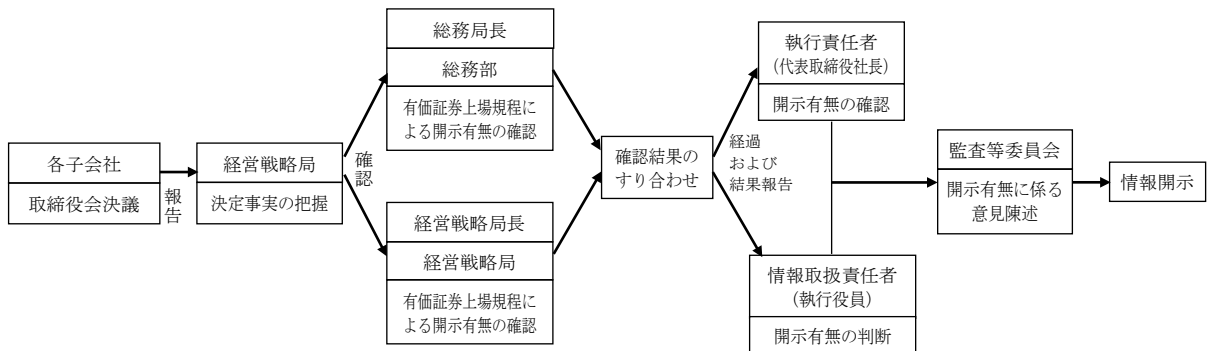 各子会社
取締役会決議
報告
経営戦略局
決定事実の把握
確認
総務局長
総務部
有価証券上場規程に
よる開示有無の確認
経営戦略局長
経営戦略局
有価証券上場規程に
よる開示有無の確認
確認結果の
すり合わせ
経過
および
結果報告
執行責任者
（代表取締役社長）
開示有無の確認
情報取扱責任者
（執行役員）
開示有無の判断
監査等委員会
開示有無に係る
意見陳述
情報開示